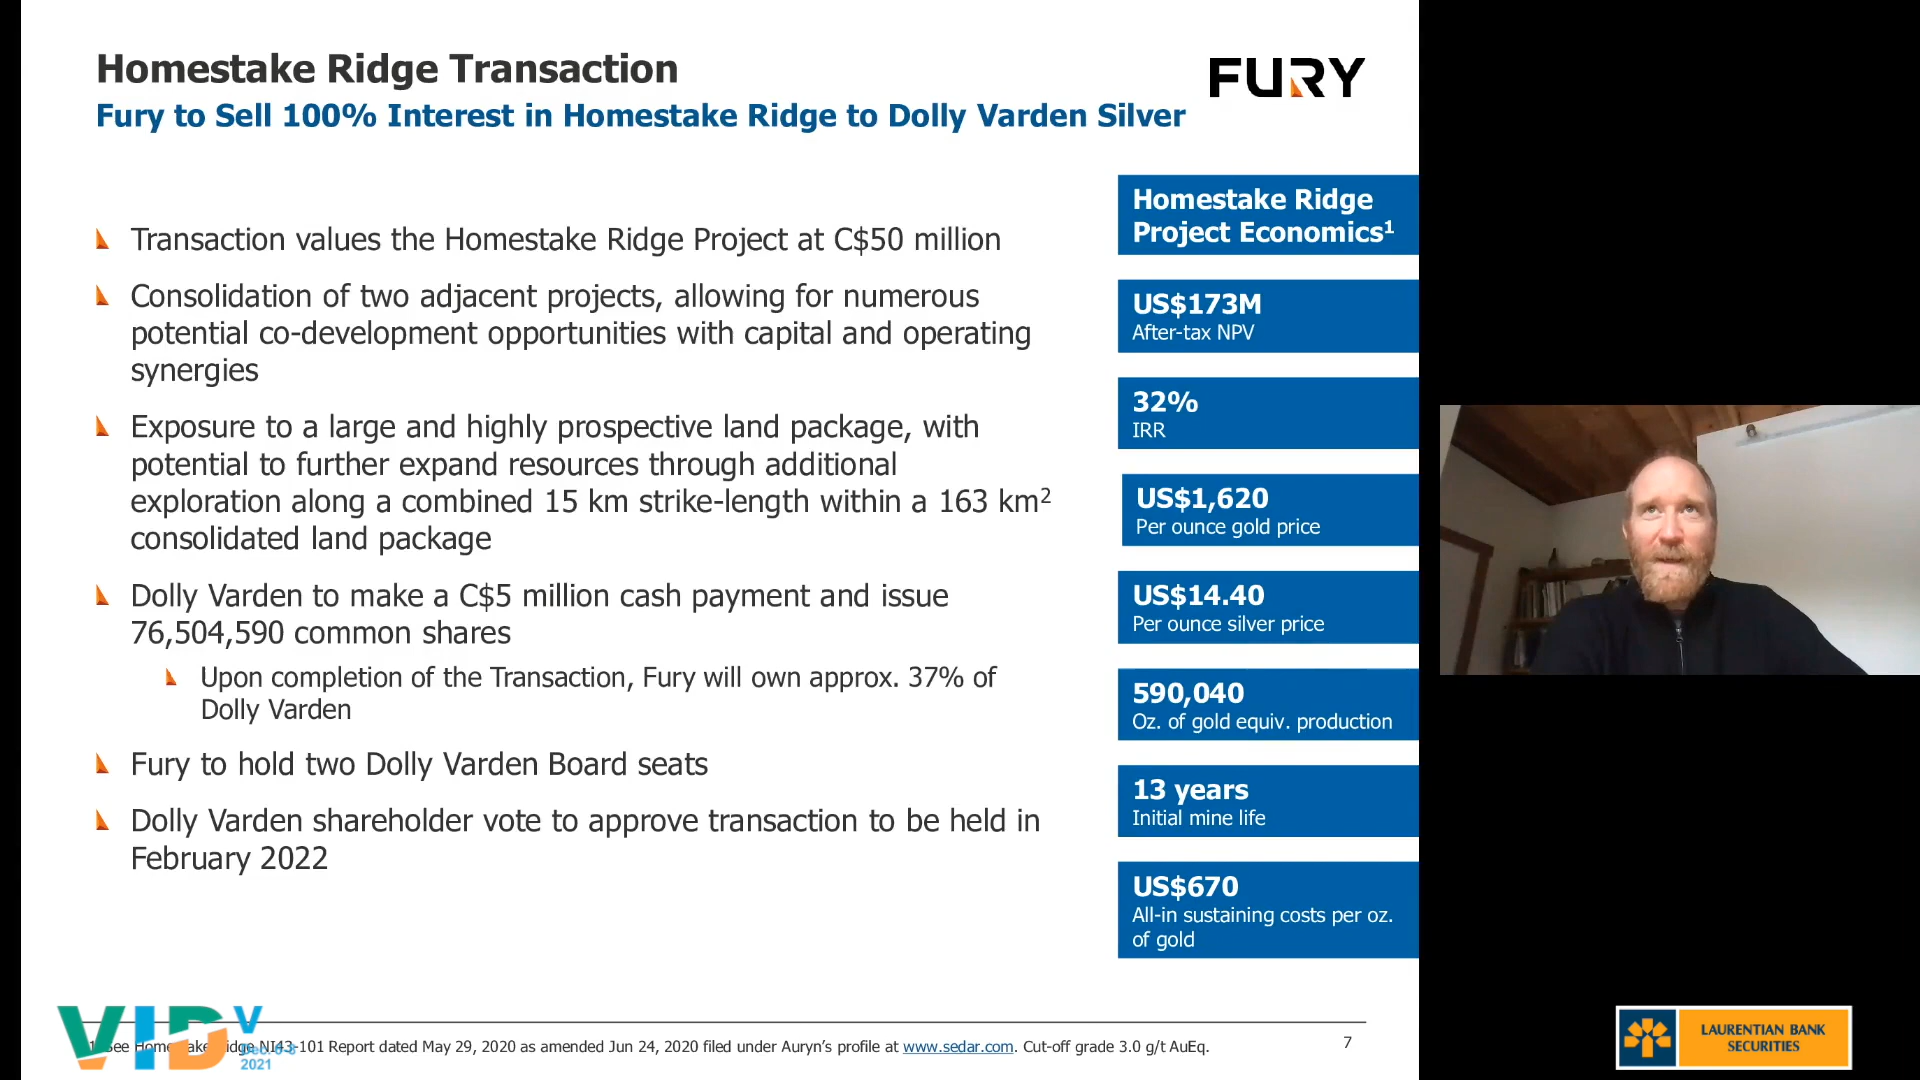 Homestake Ridge Transaction
FURY
Fury to Sell 100% Interest in Homestake Ridge to Dolly Varden Silver
Transaction values the Homestake Ridge Project at C$50 million
Consolidation of two adjacent projects, allowing for numerous
potential co-development opportunities with capital and operating
synergies
Exposure to a large and highly prospective land package, with
potential to further expand resources through additional
exploration along a combined 15 km strike-length within a 163 km²
consolidated land package
Dolly Varden to make a C$5 million cash payment and issue
76,504,590 common shares
Upon completion of the Transaction, Fury will own approx. 37% of
Dolly Varden
Fury to hold two Dolly Varden Board seats
Dolly Varden shareholder vote to approve transaction to be held in
February 2022
Homestake Ridge
Project Economics¹
US$173M
After-tax NPV
32%
IRR
US$1,620
Per ounce gold price
US$14.40
Per ounce silver price
590,040
Oz. of gold equiv. production
13 years
Initial mine life
US$670
All-in sustaining costs per oz.
of gold
VID V
2021
See Homestake Ridge NI43-101 Report dated May 29, 2020 as amended Jun 24, 2020 filed under Auryn's profile at www.sedar.com. Cut-off grade 3.0 g/t AuEq.
7
LAURENTIAN BANK
SECURITIES